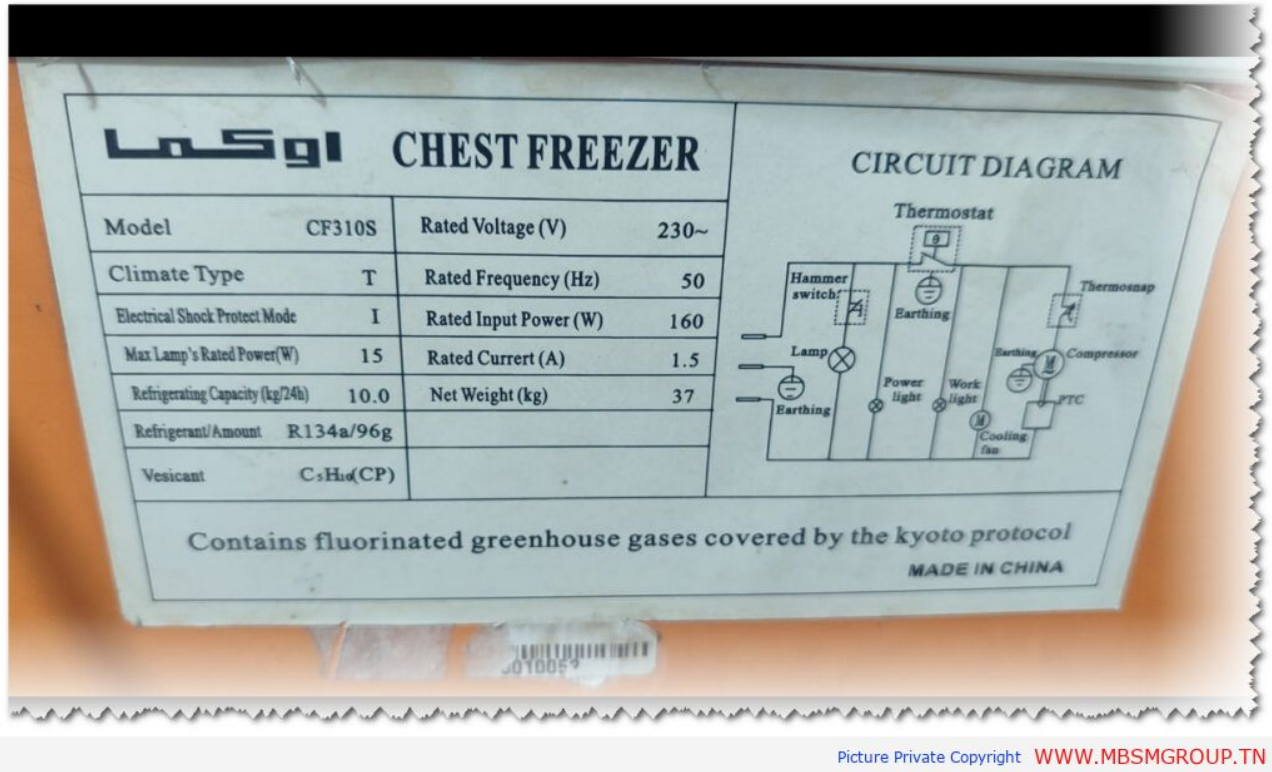 اوكما CHEST FREEZER
Model CF310S
Climate Type T
Electrical Shock Protect Mode I
Max Lamp's Rated Power(W) 15
Refrigerating Capacity (kg/24h) 10.0
Refrigerant/Amount R134a/96g
Vesicant C₅H₁₀(CP)
Rated Voltage (V) 230~
Rated Frequency (Hz) 50
Rated Input Power (W) 160
Rated Currert (A) 1.5
Net Weight (kg) 37
CIRCUIT DIAGRAM
Thermostat
θ
Hammer
switch
Earthing
Thermosnap
Lamp
Earthing
Compressor
M
Power
light
Work
light
Earthing
PTC
M
Cooling
fan
Contains fluorinated greenhouse gases covered by the kyoto protocol
MADE IN CHINA
Picture Private Copyright WWW.MBSMGROUP.TN